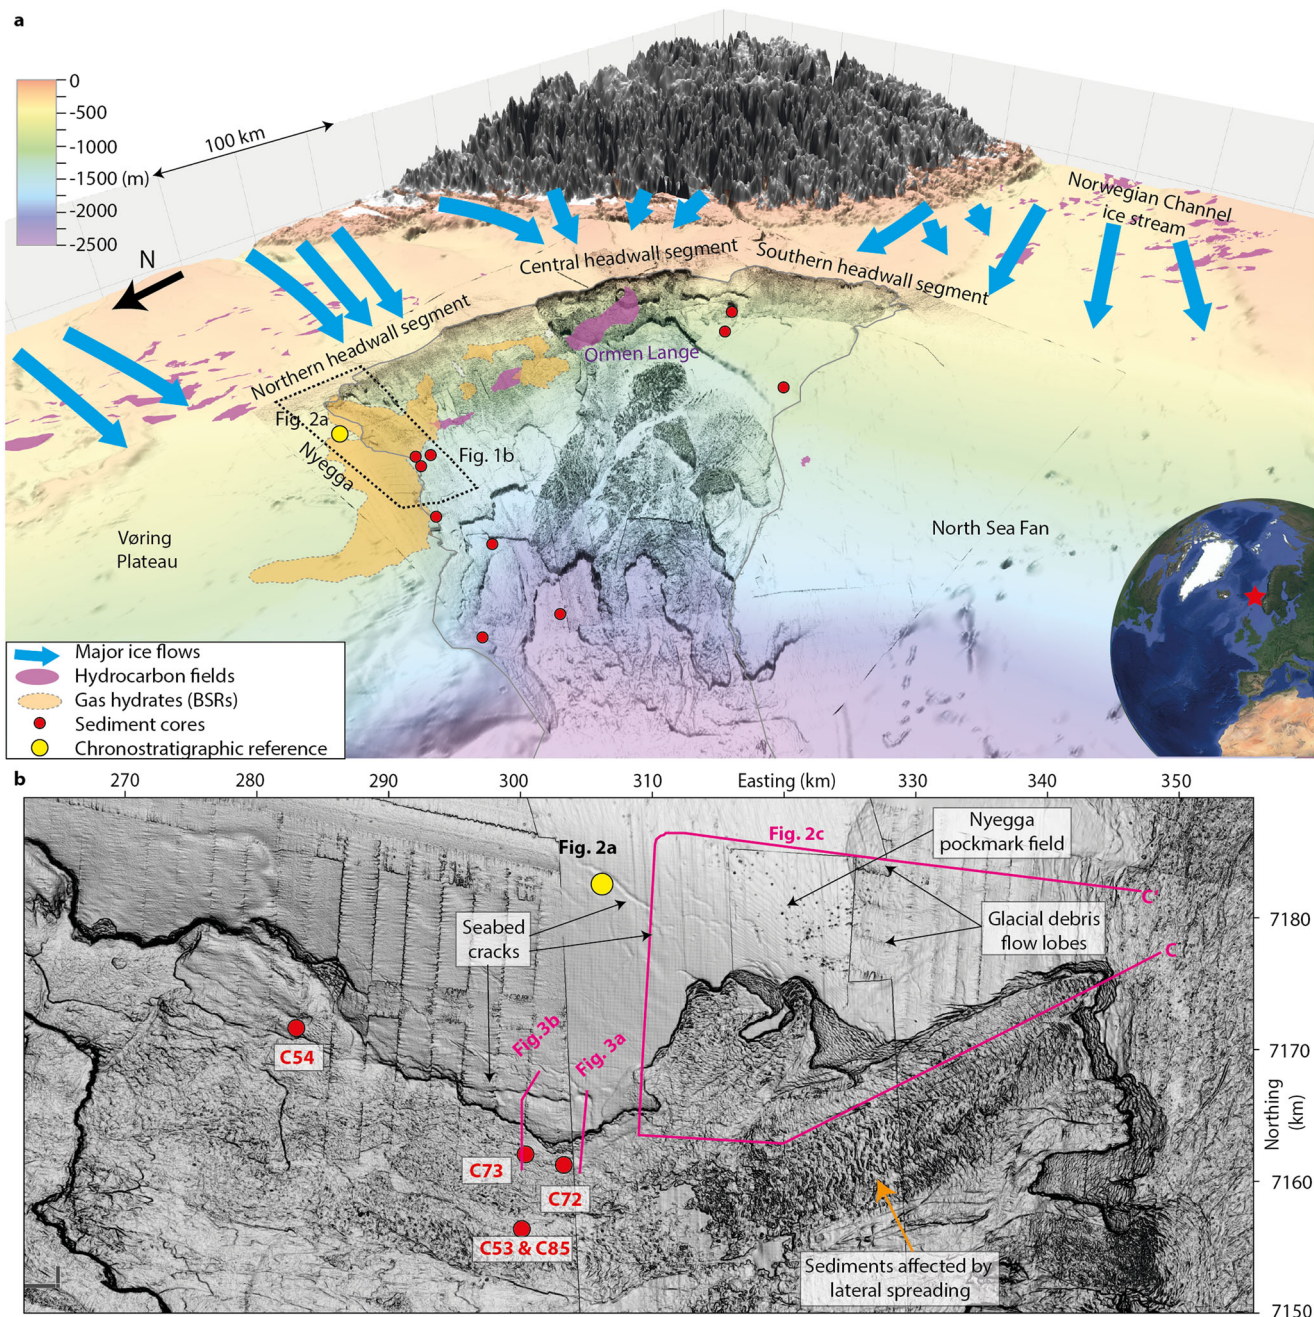 a
0
-500
-1000
-1500 (m)
-2000
-2500
100 km
N
Norwegian Channel
ice stream
Central headwall segment
Southern headwall segment
Northern headwall segment
Ormen Lange
Fig. 2a
Nyegga
Fig. 1b
Vøring
Plateau
North Sea Fan
Major ice flows
Hydrocarbon fields
Gas hydrates (BSRs)
Sediment cores
Chronostratigraphic reference
b
270
280
290
300
310
Easting (km)
330
340
350
Fig. 2a
Fig. 2c
Nyegga
pockmark field
C'
Seabed
cracks
Glacial debris
flow lobes
7180
C
Fig.3b
Fig. 3a
C54
7170
Northing
(km)
C73
C72
7160
C53 & C85
Sediments affected by
lateral spreading
7150